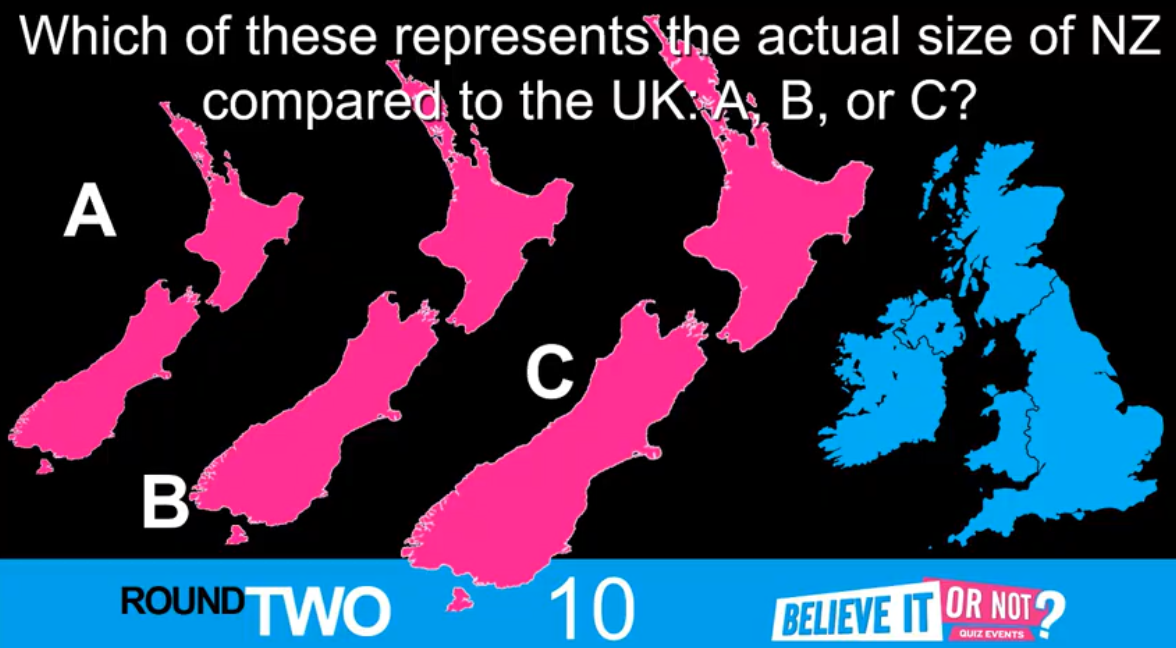 Which of these represents the actual size of NZ
compared to the UK: A, B, or C?
A
B
C
ROUND TWO
10
BELIEVE IT OR NOT?
QUIZ EVENTS